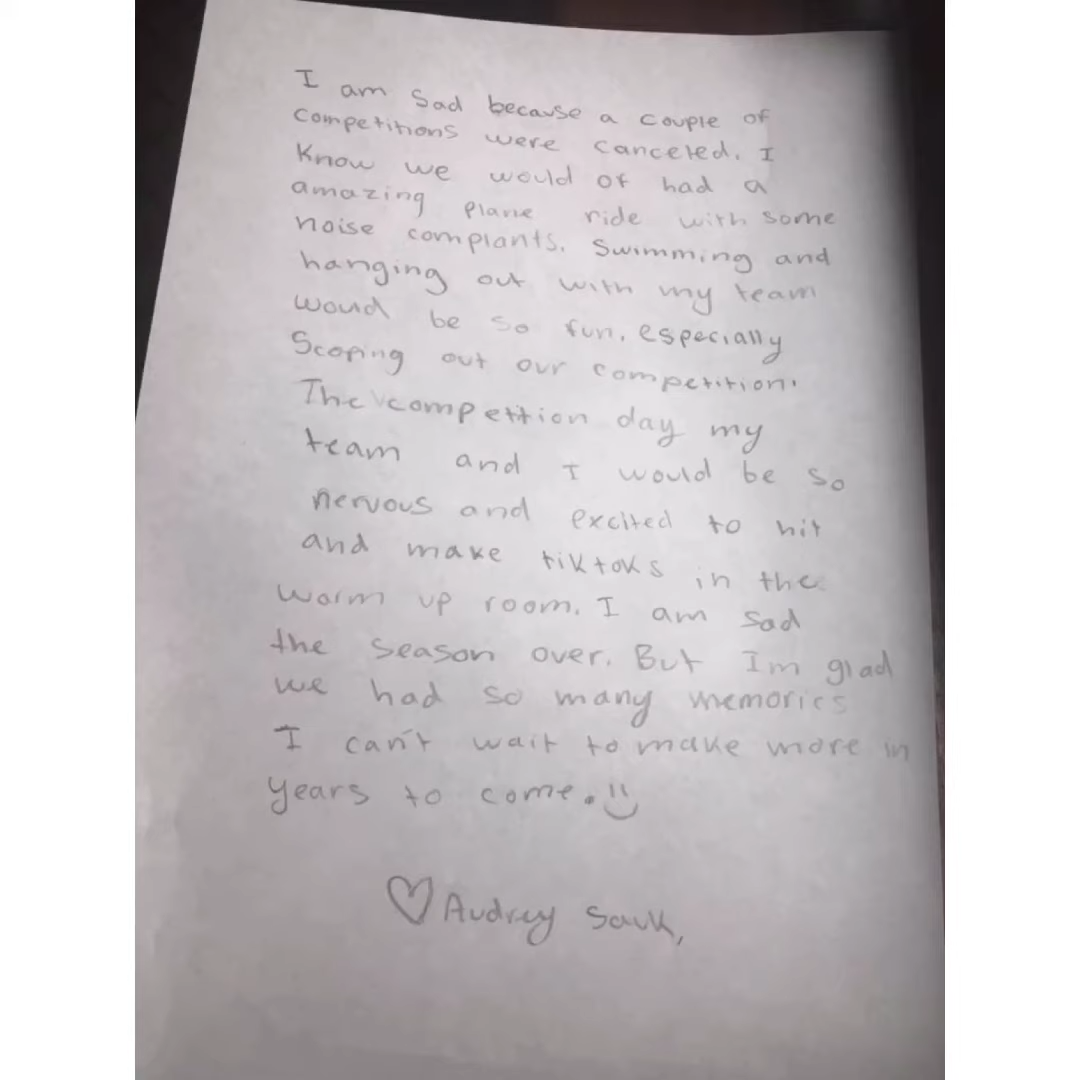 I am sad because a couple of
competitions were canceled. I
know we would of had a
amazing plane ride with some
noise complants. Swimming and
hanging out with my team
woud be so fun, especially
Scoping out our competition.
The compettion day my
team and I would be so
nervous and excited to hit
and make tiktoks in the
warm up room. I am sad
the season over. But Im glad
we had so many memories
I can't wait to make more in
years to come. :)
♡ Audrey